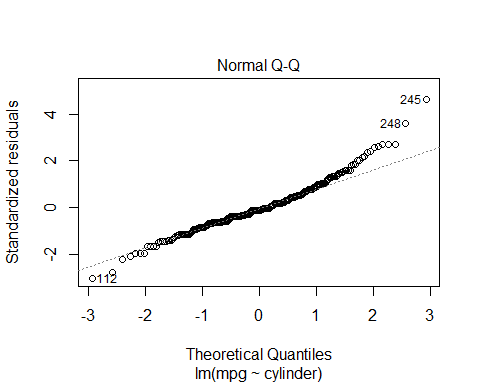 Normal Q-Q
Standardized residuals
4
2
0
-2
245
248
112
-3 -2 -1 0 1 2 3
Theoretical Quantiles
lm(mpg ~ cylinder)